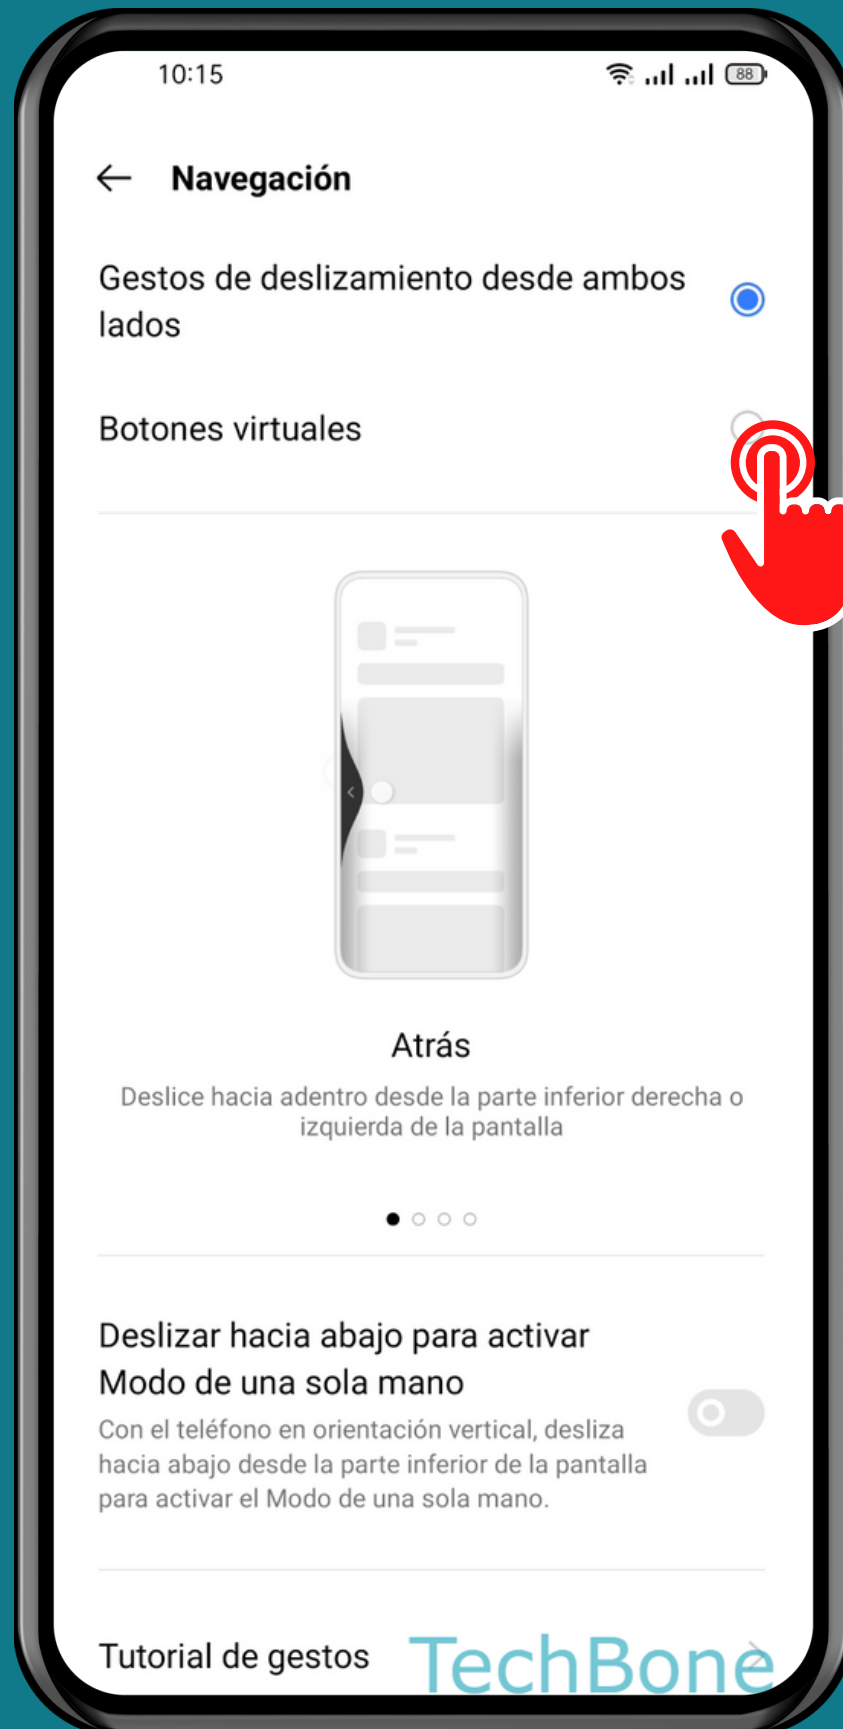 10:15
88
Navegación
Gestos de deslizamiento desde ambos
lados
Botones virtuales
Atrás
Deslice hacia adentro desde la parte inferior derecha o
izquierda de la pantalla
Deslizar hacia abajo para activar
Modo de una sola mano
Con el teléfono en orientación vertical, desliza
hacia abajo desde la parte inferior de la pantalla
para activar el Modo de una sola mano.
Tutorial de gestos
TechBone